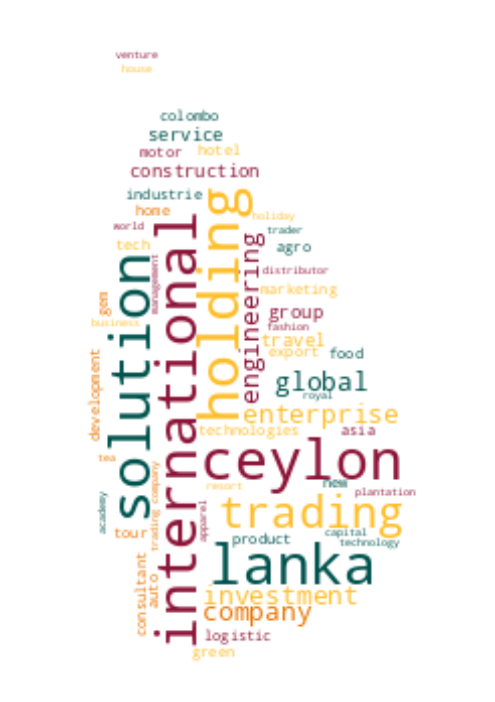 venture
house
colombo
service
motor
hotel
construction
industrie
home
holding
world
international
holiday
trader
tech
engineering
agro
solution
management
distributor
gem
marketing
business
group
fashion
travel
development
export
food
global
royal
enterprise
technologies
asia
tea
ceylon
trading company
resort
new
plantation
academy
apparel
trading
tour
product
capital
technology
lanka
consultant
auto
investment
company
logistic
green